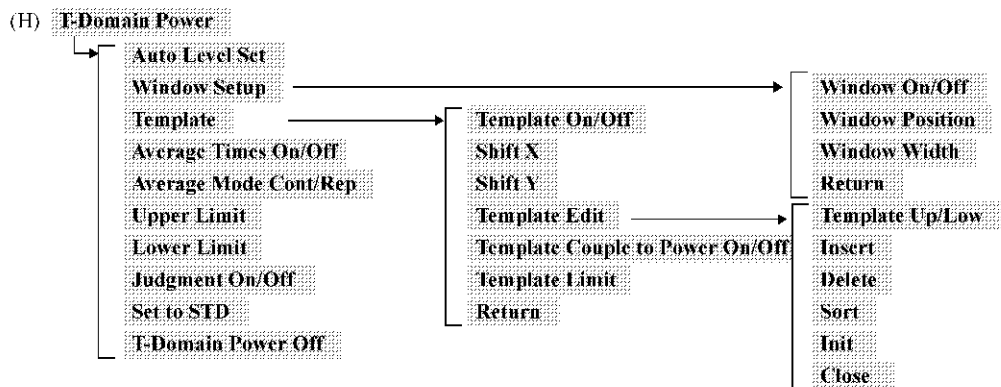 (H) T-Domain Power
Auto Level Set
Window Setup
Template
Average Times On/Off
Average Mode Cont/Rep
Upper Limit
Lower Limit
Judgment On/Off
Set to STD
T-Domain Power Off
Template On/Off
Shift X
Shift Y
Template Edit
Template Couple to Power On/Off
Template Limit
Return
Window On/Off
Window Position
Window Width
Return
Template Up/Low
Insert
Delete
Sort
Init
Close